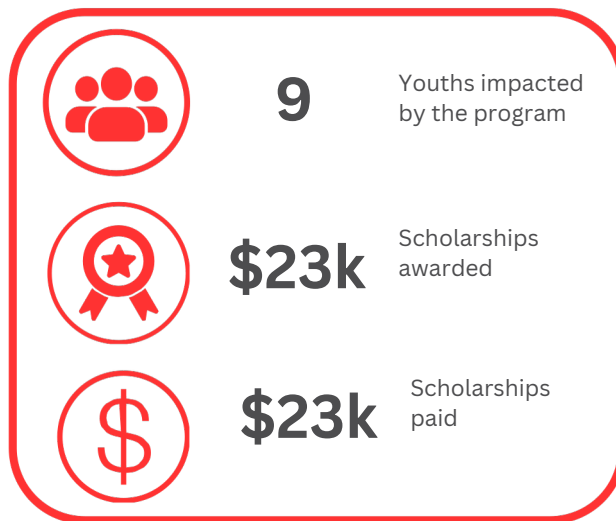 9
Youths impacted
by the program
$23k
Scholarships
awarded
$23k
Scholarships
paid